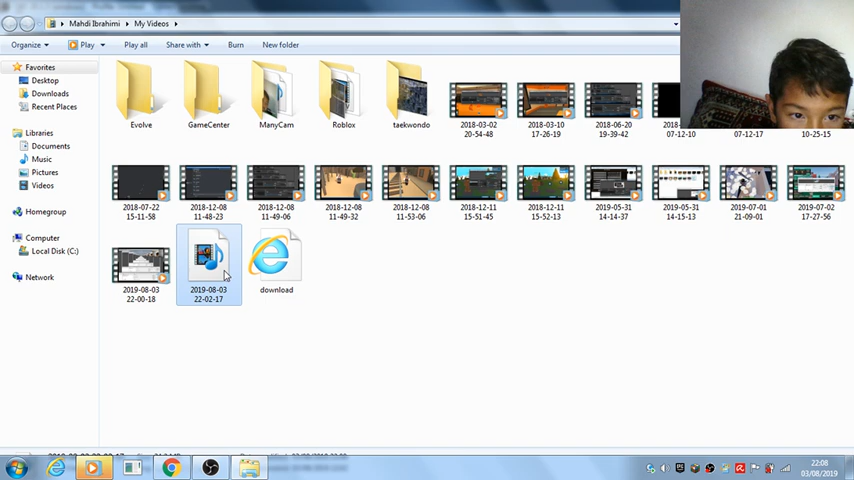 Mahdi Ibrahimi ▸ My Videos ▸
Organize Play Play all Share with Burn New folder
Favorites
Desktop
Downloads
Recent Places
Libraries
Documents
Music
Pictures
Videos
Homegroup
Computer
Local Disk (C:)
Network
Evolve GameCenter ManyCam Roblox taekwondo
2018-03-02 20-54-48
2018-03-10 17-26-19
2018-06-20 19-39-42
07-12-10
07-12-17
10-25-15
2018-07-22 15-11-58
2018-12-08 11-48-23
2018-12-08 11-49-06
2018-12-08 11-49-32
2018-12-08 11-53-06
2018-12-11 15-51-45
2018-12-11 15-52-13
2019-05-31 14-14-37
2019-05-31 14-15-13
2019-07-01 21-09-01
2019-07-02 17-27-56
2019-08-03 22-00-18
2019-08-03 22-02-17
download
22:08
03/08/2019